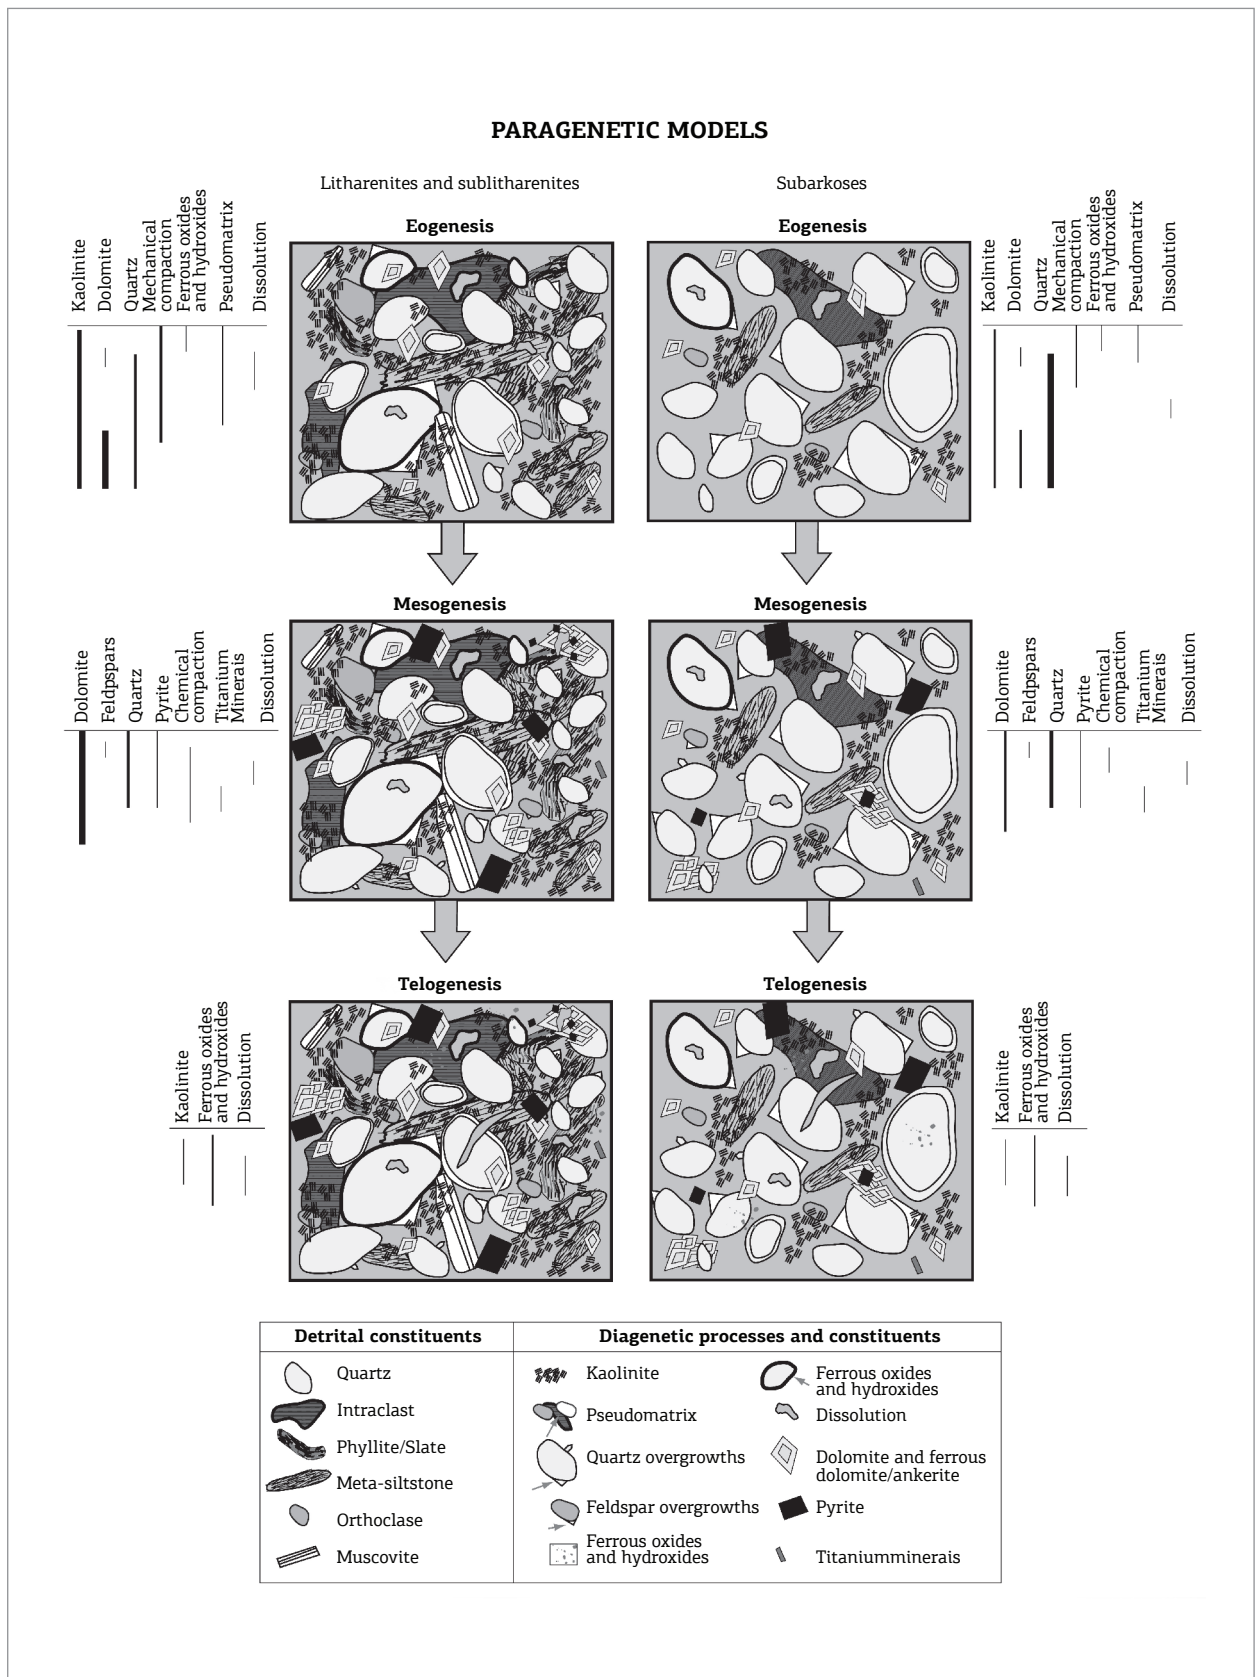 PARAGENETIC MODELS
Litharenites and sublitharenites
Subarkoses
Eogenesis
Eogenesis
Kaolinite
Dolomite
Quartz
Mechanical
compaction
Ferrous oxides
and hydroxides
Pseudomatrix
Dissolution
Kaolinite
Dolomite
Quartz
Mechanical
compaction
Ferrous oxides
and hydroxides
Pseudomatrix
Dissolution
Mesogenesis
Mesogenesis
Dolomite
Feldpspars
Quartz
Pyrite
Chemical
compaction
Titanium
Minerais
Dissolution
Dolomite
Feldpspars
Quartz
Pyrite
Chemical
compaction
Titanium
Minerais
Dissolution
Telogenesis
Telogenesis
Kaolinite
Ferrous oxides
and hydroxides
Dissolution
Kaolinite
Ferrous oxides
and hydroxides
Dissolution
Detrital constituents
Quartz
Intraclast
Phyllite/Slate
Meta-siltstone
Orthoclase
Muscovite
Diagenetic processes and constituents
Kaolinite
Pseudomatrix
Quartz overgrowths
Feldspar overgrowths
Ferrous oxides
and hydroxides
Ferrous oxides
and hydroxides
Dissolution
Dolomite and ferrous
dolomite/ankerite
Pyrite
Titaniumminerais